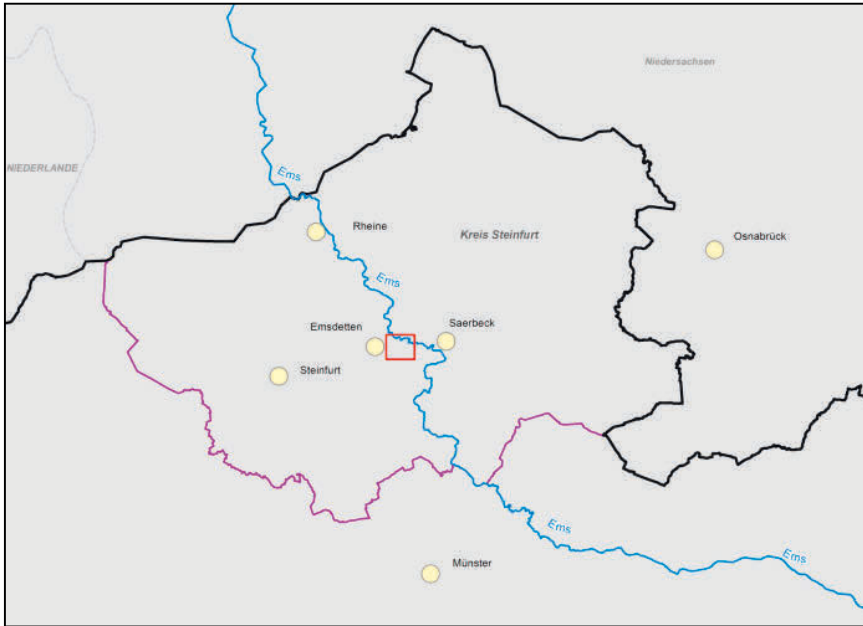 Niedersachsen
NIEDERLANDE
Ems
Rheine
Kreis Steinfurt
Osnabrück
Ems
Emsdetten
Saerbeck
Steinfurt
Ems
Ems
Münster